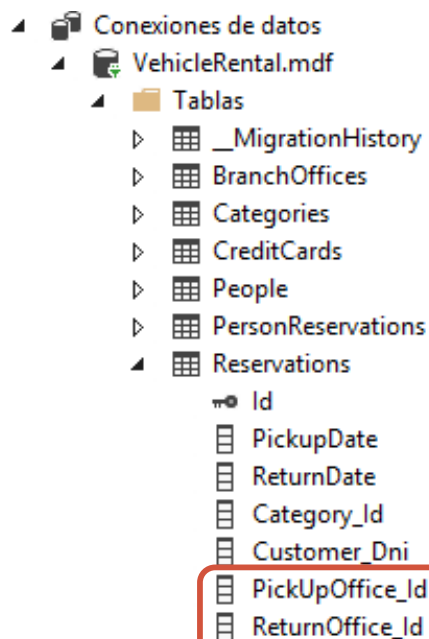 Conexiones de datos
VehicleRental.mdf
Tablas
__MigrationHistory
BranchOffices
Categories
CreditCards
People
PersonReservations
Reservations
Id
PickupDate
ReturnDate
Category_Id
Customer_Dni
PickUpOffice_Id
ReturnOffice_Id